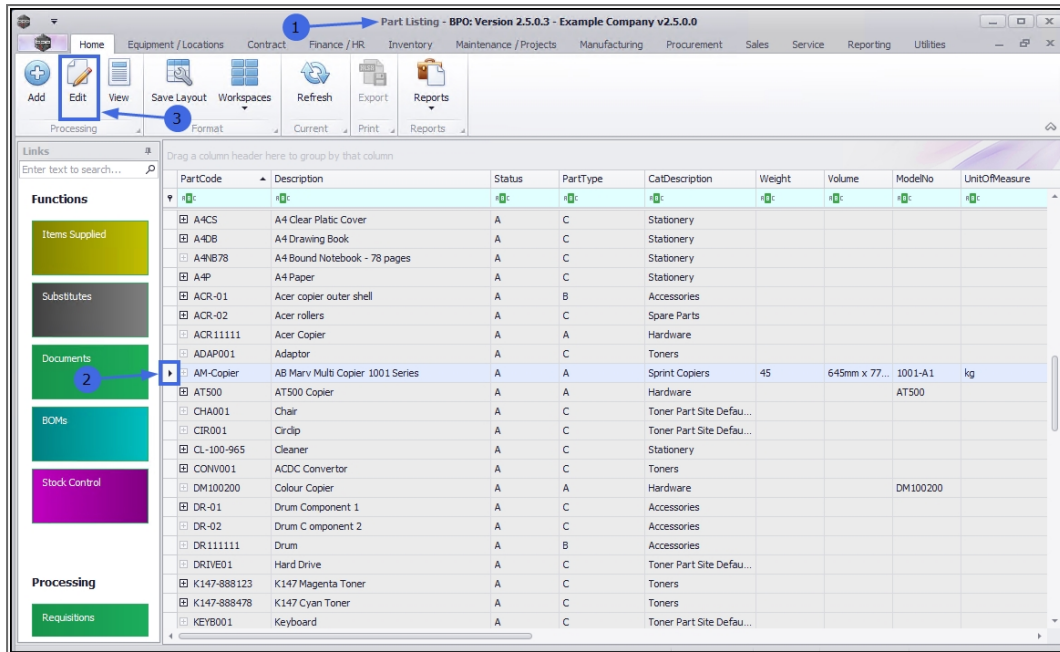 1
Part Listing - BPO: Version 2.5.0.3 - Example Company v2.5.0.0
Home Equipment / Locations Contract Finance / HR Inventory Maintenance / Projects Manufacturing Procurement Sales Service Reporting Utilities
Add Edit View Save Layout Workspaces Refresh Export Reports
3
Processing Format Current Print Reports
Links
Drag a column header here to group by that column
Enter text to search...
PartCode Description Status PartType CatDescription Weight Volume ModelNo UnitOfMeasure
Functions
A4CS A4 Clear Platic Cover A C Stationery
Items Supplied
A4DB A4 Drawing Book A C Stationery
A4NB78 A4 Bound Notebook - 78 pages A C Stationery
A4P A4 Paper A C Stationery
Substitutes
ACR-01 Acer copier outer shell A B Accessories
ACR-02 Acer rollers A C Spare Parts
ACR11111 Acer Copier A A Hardware
Documents
ADAP001 Adaptor A C Toners
2
AM-Copier AB Marv Multi Copier 1001 Series A A Sprint Copiers 45 645mm x 77... 1001-A1 kg
AT500 AT500 Copier A A Hardware AT500
CHA001 Chair A C Toner Part Site Defau...
BOMs
CIR001 Circlip A C Toner Part Site Defau...
CL-100-965 Cleaner A C Stationery
CONV001 ACDC Convertor A C Toners
Stock Control
DM100200 Colour Copier A A Hardware DM100200
DR-01 Drum Component 1 A C Accessories
DR-02 Drum C omponent 2 A C Accessories
DR111111 Drum A B Accessories
DRIVE01 Hard Drive A C Toner Part Site Defau...
Processing
K147-888123 K147 Magenta Toner A C Toners
K147-888478 K147 Cyan Toner A C Toners
Requisitions
KEYB001 Keyboard A C Toner Part Site Defau...